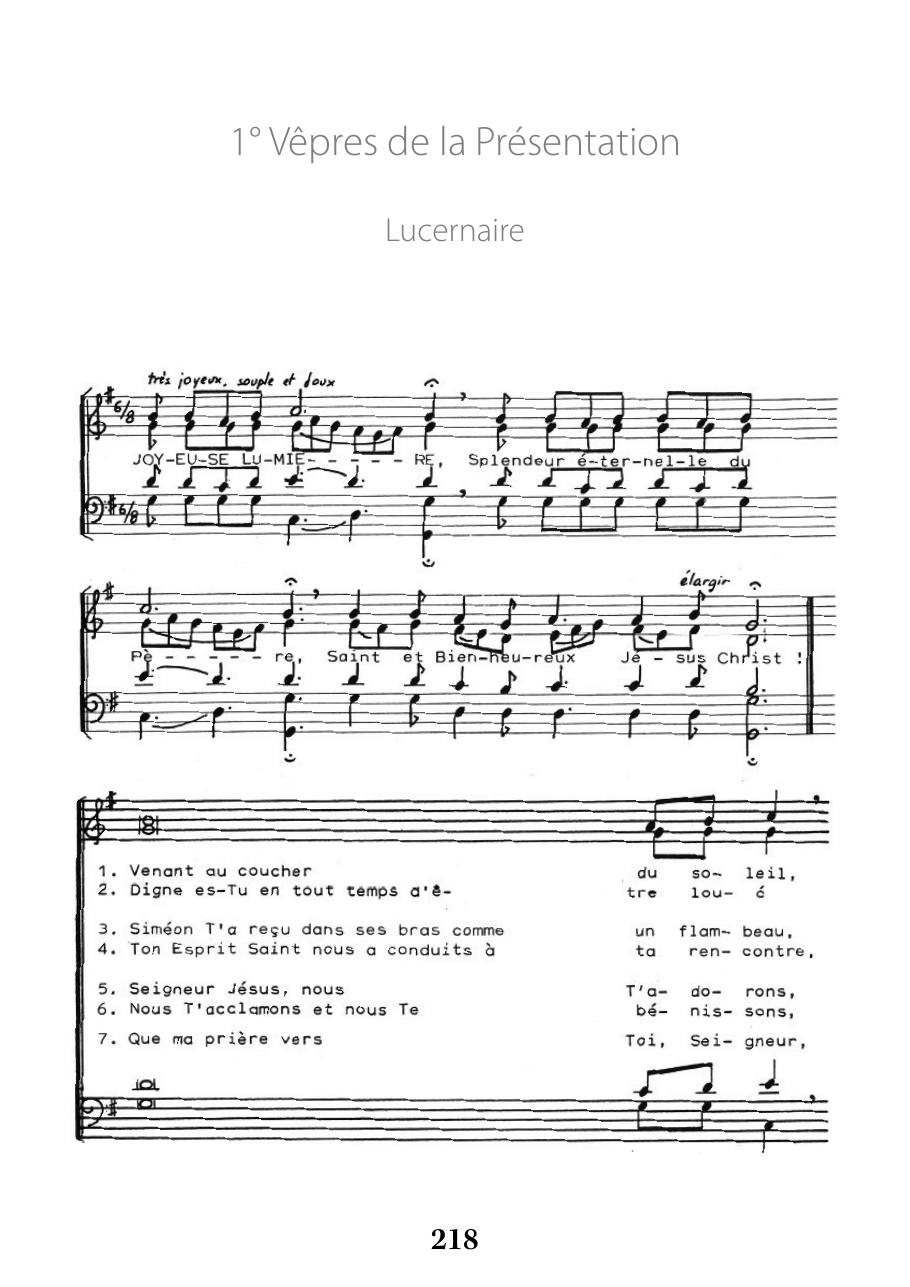 1° Vêpres de la Présentation
Lucernaire
très joyeux, souple et doux
6/8
JOY-EU-SE LU-MIE- - - - - -RE, Splendeur é-ter-nel-le du
6/8
élargir
Pè- - - - - - re, Saint et Bien-heu-reux Jé - sus Christ !
1. Venant au coucher du so- leil,
2. Digne es-Tu en tout temps d'ê- tre lou- é
3. Siméon T'a reçu dans ses bras comme un flam- beau,
4. Ton Esprit Saint nous a conduits à ta ren- contre,
5. Seigneur Jésus, nous T'a- do- rons,
6. Nous T'acclamons et nous Te bé- nis- sons,
7. Que ma prière vers Toi, Sei- gneur,
218